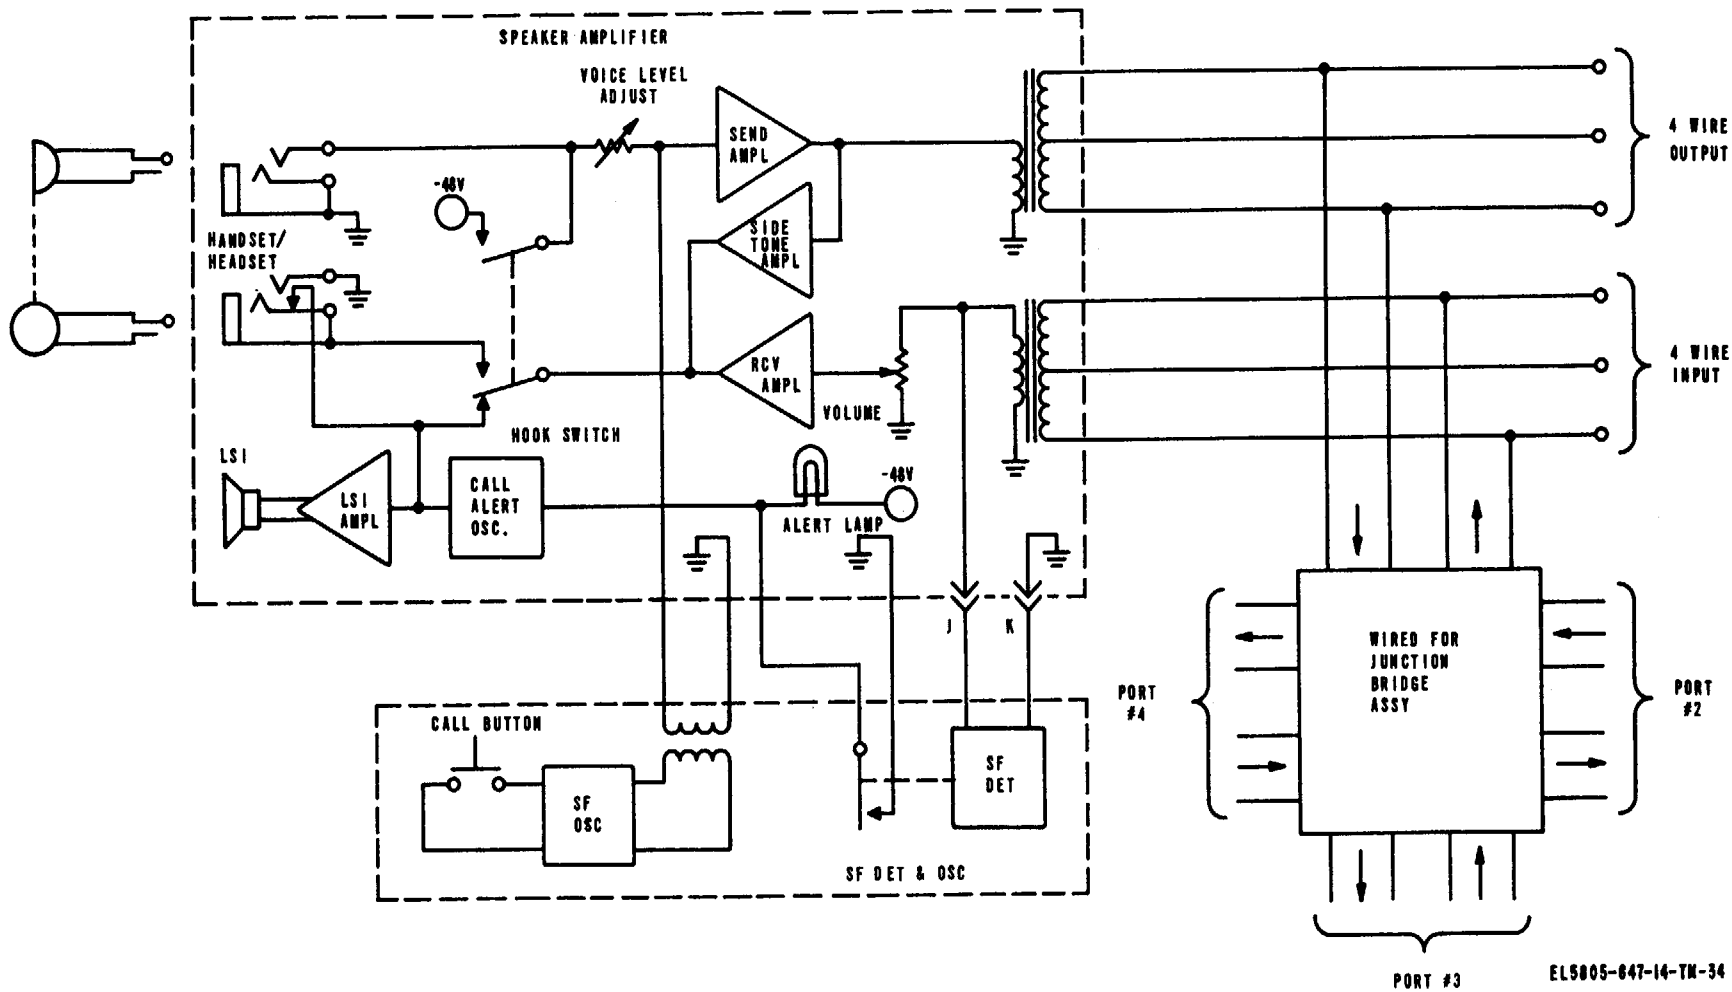 SPEAKER AMPLIFIER
VOICE LEVEL
ADJUST
SEND
AMPL
4 WIRE
OUTPUT
-48V
SIDE
TONE
AMPL
HANDSET/
HEADSET
RCV
AMPL
4 WIRE
INPUT
VOLUME
HOOK SWITCH
LS1
LS1
AMPL
CALL
ALERT
OSC.
-48V
ALERT LAMP
J
K
WIRED FOR
JUNCTION
BRIDGE
ASSY
PORT
#4
PORT
#2
CALL BUTTON
SF
OSC
SF
DET
SF DET & OSC
PORT #3
EL5805-647-14-TM-34